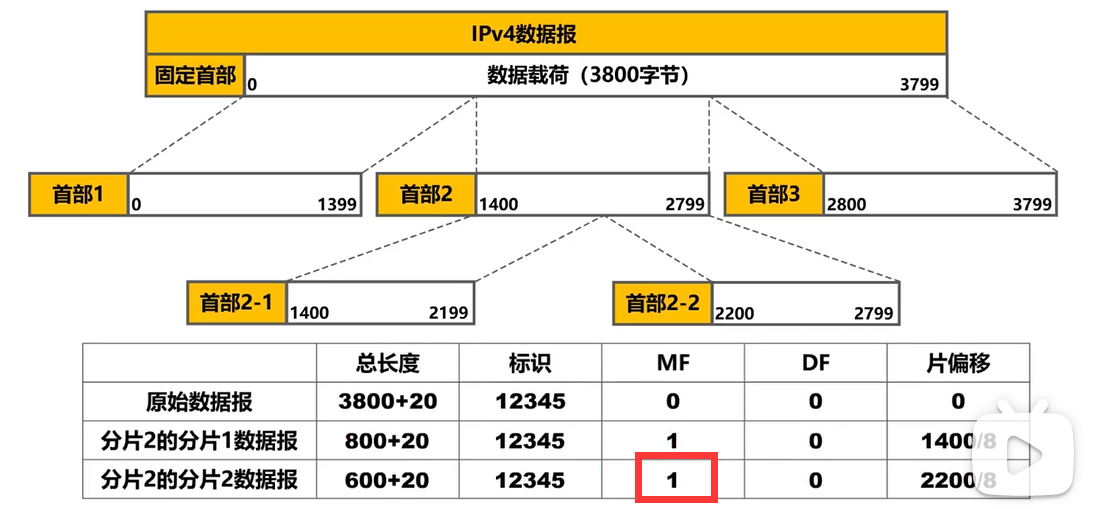 IPv4数据报
固定首部 0 数据载荷（3800字节） 3799
首部1 0 1399 首部2 1400 2799 首部3 2800 3799
首部2-1 1400 2199 首部2-2 2200 2799
总长度 标识 MF DF 片偏移
原始数据报 3800+20 12345 0 0 0
分片2的分片1数据报 800+20 12345 1 0 1400/8
分片2的分片2数据报 600+20 12345 1 0 2200/8